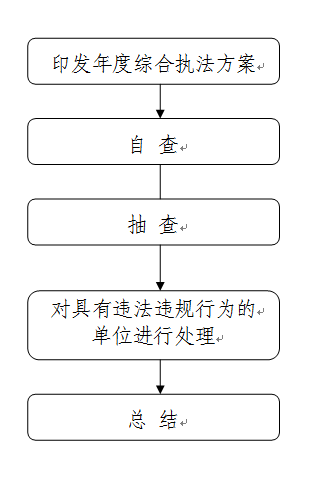 印发年度综合执法方案
自 查
抽 查
对具有违法违规行为的
单位进行处理
总 结